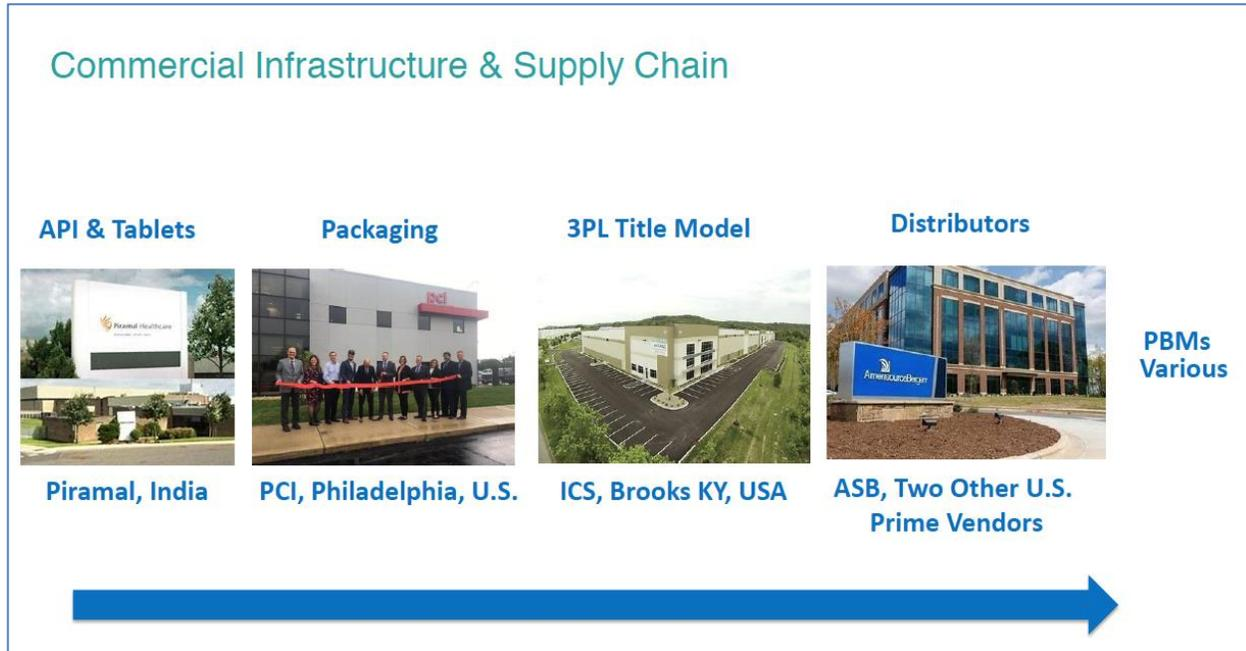 Commercial Infrastructure & Supply Chain
API & Tablets
Packaging
3PL Title Model
Distributors
Piramal Healthcare
pci
AmerisourceBergen
PBMs
Various
Piramal, India
PCI, Philadelphia, U.S.
ICS, Brooks KY, USA
ASB, Two Other U.S.
Prime Vendors